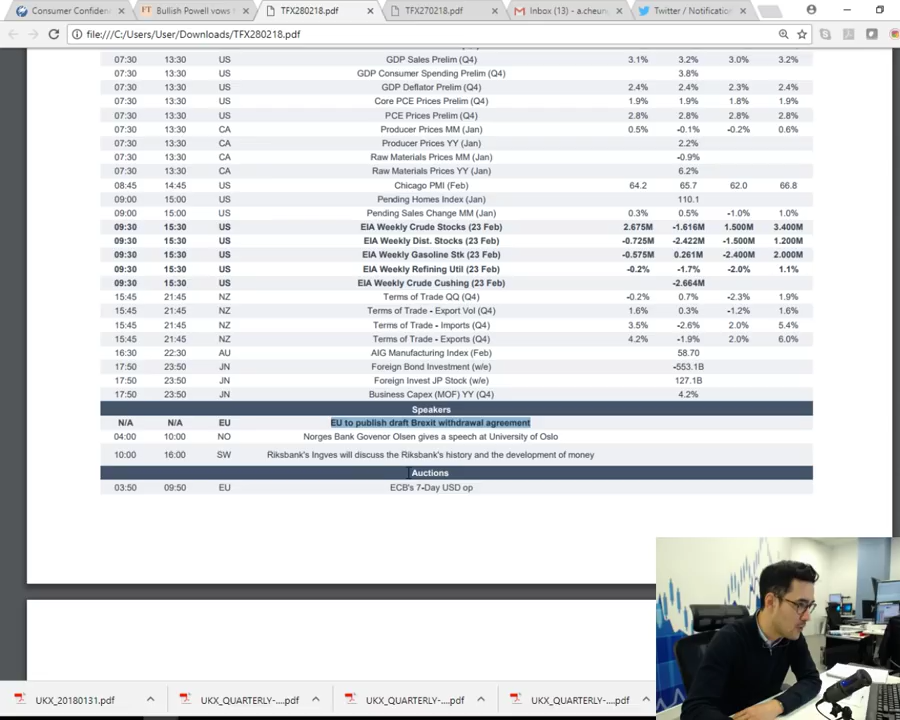 Consumer Confiden
FT Bullish Powell vows
TFX280218.pdf
TFX270218.pdf
Inbox (13) - a.cheun
Twitter / Notificatio
file:///C:/Users/User/Downloads/TFX280218.pdf
07:30 13:30 US GDP Sales Prelim (Q4) 3.1% 3.2% 3.0% 3.2%
07:30 13:30 US GDP Consumer Spending Prelim (Q4) 3.8%
07:30 13:30 US GDP Deflator Prelim (Q4) 2.4% 2.4% 2.3% 2.4%
07:30 13:30 US Core PCE Prices Prelim (Q4) 1.9% 1.9% 1.8% 1.9%
07:30 13:30 US PCE Prices Prelim (Q4) 2.8% 2.8% 2.8% 2.8%
07:30 13:30 CA Producer Prices MM (Jan) 0.5% -0.1% -0.2% 0.6%
07:30 13:30 CA Producer Prices YY (Jan) 2.2%
07:30 13:30 CA Raw Materials Prices MM (Jan) -0.9%
07:30 13:30 CA Raw Materials Prices YY (Jan) 6.2%
08:45 14:45 US Chicago PMI (Feb) 64.2 65.7 62.0 66.8
09:00 15:00 US Pending Homes Index (Jan) 110.1
09:00 15:00 US Pending Sales Change MM (Jan) 0.3% 0.5% -1.0% 1.0%
09:30 15:30 US EIA Weekly Crude Stocks (23 Feb) 2.675M -1.616M 1.500M 3.400M
09:30 15:30 US EIA Weekly Dist. Stocks (23 Feb) -0.725M -2.422M -1.500M 1.200M
09:30 15:30 US EIA Weekly Gasoline Stk (23 Feb) -0.575M 0.261M -2.400M 2.000M
09:30 15:30 US EIA Weekly Refining Util (23 Feb) -0.2% -1.7% -2.0% 1.1%
09:30 15:30 US EIA Weekly Crude Cushing (23 Feb) -2.664M
15:45 21:45 NZ Terms of Trade QQ (Q4) -0.2% 0.7% -2.3% 1.9%
15:45 21:45 NZ Terms of Trade - Export Vol (Q4) 1.6% 0.3% -1.2% 1.6%
15:45 21:45 NZ Terms of Trade - Imports (Q4) 3.5% -2.6% 2.0% 5.4%
15:45 21:45 NZ Terms of Trade - Exports (Q4) 4.2% -1.9% 2.0% 6.0%
16:30 22:30 AU AIG Manufacturing Index (Feb) 58.70
17:50 23:50 JN Foreign Bond Investment (w/e) -553.1B
17:50 23:50 JN Foreign Invest JP Stock (w/e) 127.1B
17:50 23:50 JN Business Capex (MOF) YY (Q4) 4.2%
Speakers
N/A N/A EU EU to publish draft Brexit withdrawal agreement
04:00 10:00 NO Norges Bank Govenor Olsen gives a speech at University of Oslo
10:00 16:00 SW Riksbank's Ingves will discuss the Riksbank's history and the development of money
Auctions
03:50 09:50 EU ECB's 7-Day USD op
UKX_20180131.pdf
UKX_QUARTERLY-....pdf
UKX_QUARTERLY-....pdf
UKX_QUARTERLY-....pdf